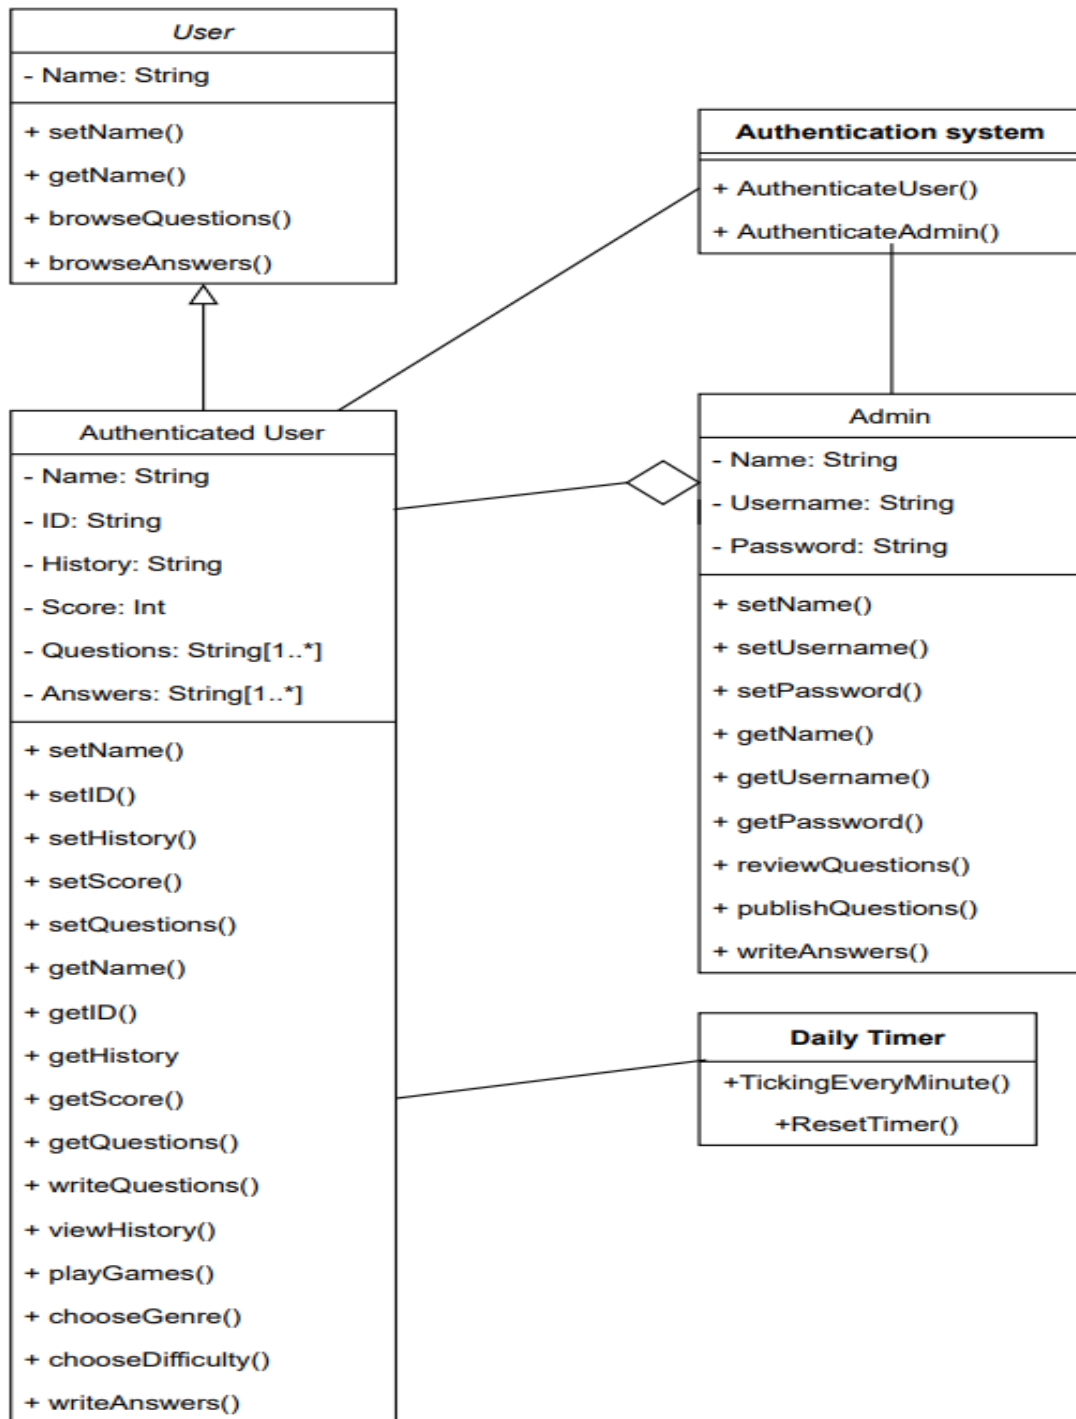 User
- Name: String
+ setName()
+ getName()
+ browseQuestions()
+ browseAnswers()
Authentication system
+ AuthenticateUser()
+ AuthenticateAdmin()
Authenticated User
- Name: String
- ID: String
- History: String
- Score: Int
- Questions: String[1..*]
- Answers: String[1..*]
+ setName()
+ setID()
+ setHistory()
+ setScore()
+ setQuestions()
+ getName()
+ getID()
+ getHistory
+ getScore()
+ getQuestions()
+ writeQuestions()
+ viewHistory()
+ playGames()
+ chooseGenre()
+ chooseDifficulty()
+ writeAnswers()
Admin
- Name: String
- Username: String
- Password: String
+ setName()
+ setUsername()
+ setPassword()
+ getName()
+ getUsername()
+ getPassword()
+ reviewQuestions()
+ publishQuestions()
+ writeAnswers()
Daily Timer
+TickingEveryMinute()
+ResetTimer()